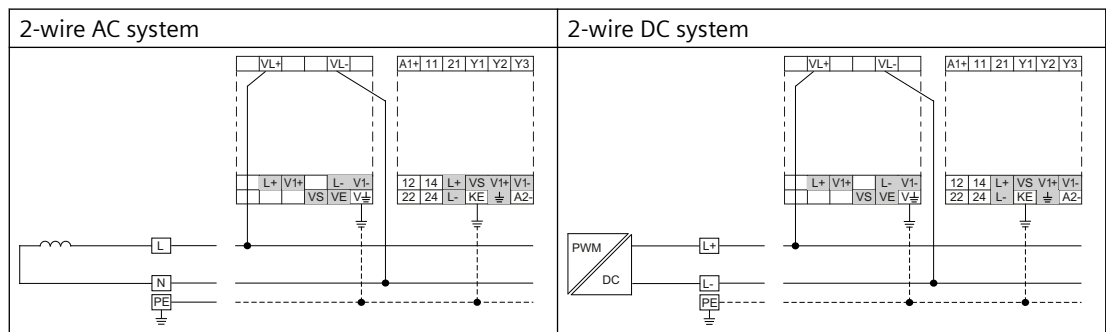 2-wire AC system
VL+ VL-
A1+ 11 21 Y1 Y2 Y3
L+ V1+ L- V1-
VS VE V⏚
12 14 L+ VS V1+ V1-
22 24 L- KE ⏚ A2-
L
N
PE
2-wire DC system
VL+ VL-
A1+ 11 21 Y1 Y2 Y3
L+ V1+ L- V1-
VS VE V⏚
12 14 L+ VS V1+ V1-
22 24 L- KE ⏚ A2-
PWM
DC
L+
L-
PE